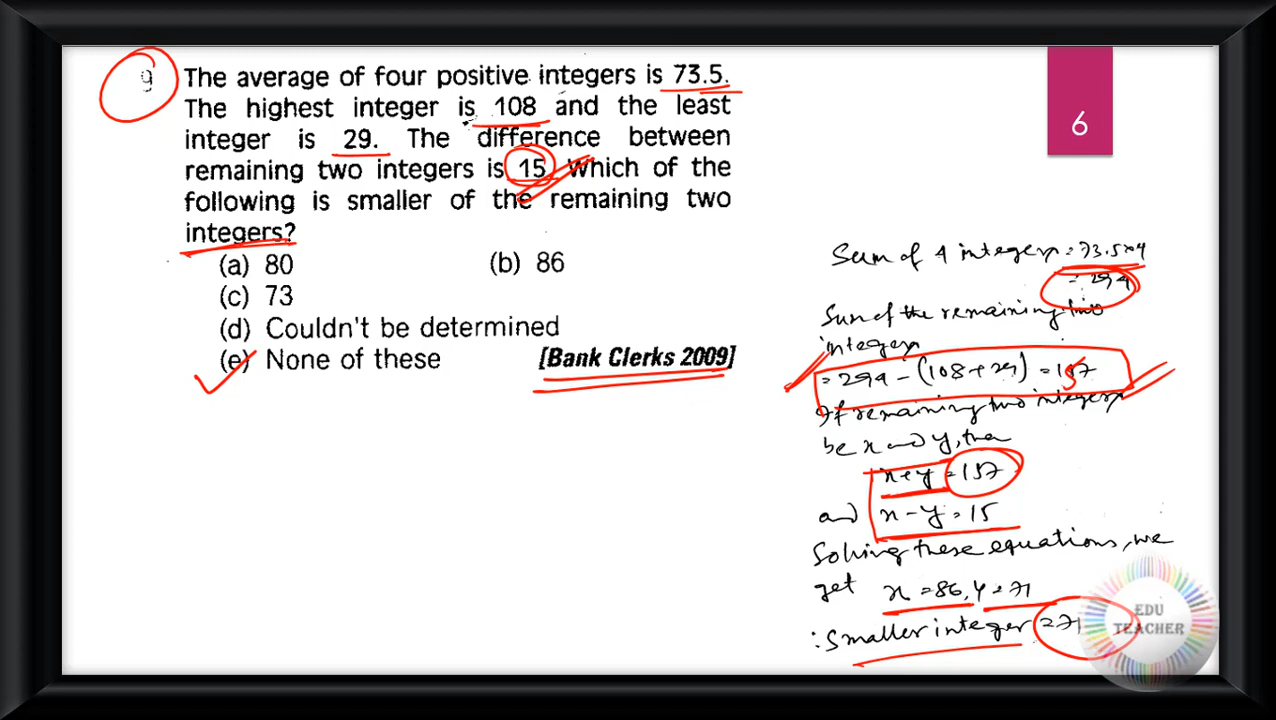 9 The average of four positive integers is 73.5.
The highest integer is 108 and the least
integer is 29. The difference between
remaining two integers is 15. Which of the
following is smaller of the remaining two
integers?
(a) 80 (b) 86
(c) 73
(d) Couldn't be determined
(e) None of these [Bank Clerks 2009]
6
Sum of 4 integers = 73.5×4
= 294
Sum of the remaining two
integers
= 294 - (108+29) = 157
If remaining two integers
be x and y, then
x+y = 157
and x-y = 15
Solving these equations, we
get x = 86, y = 71
∴ Smaller integer = 71
EDU
TEACHER